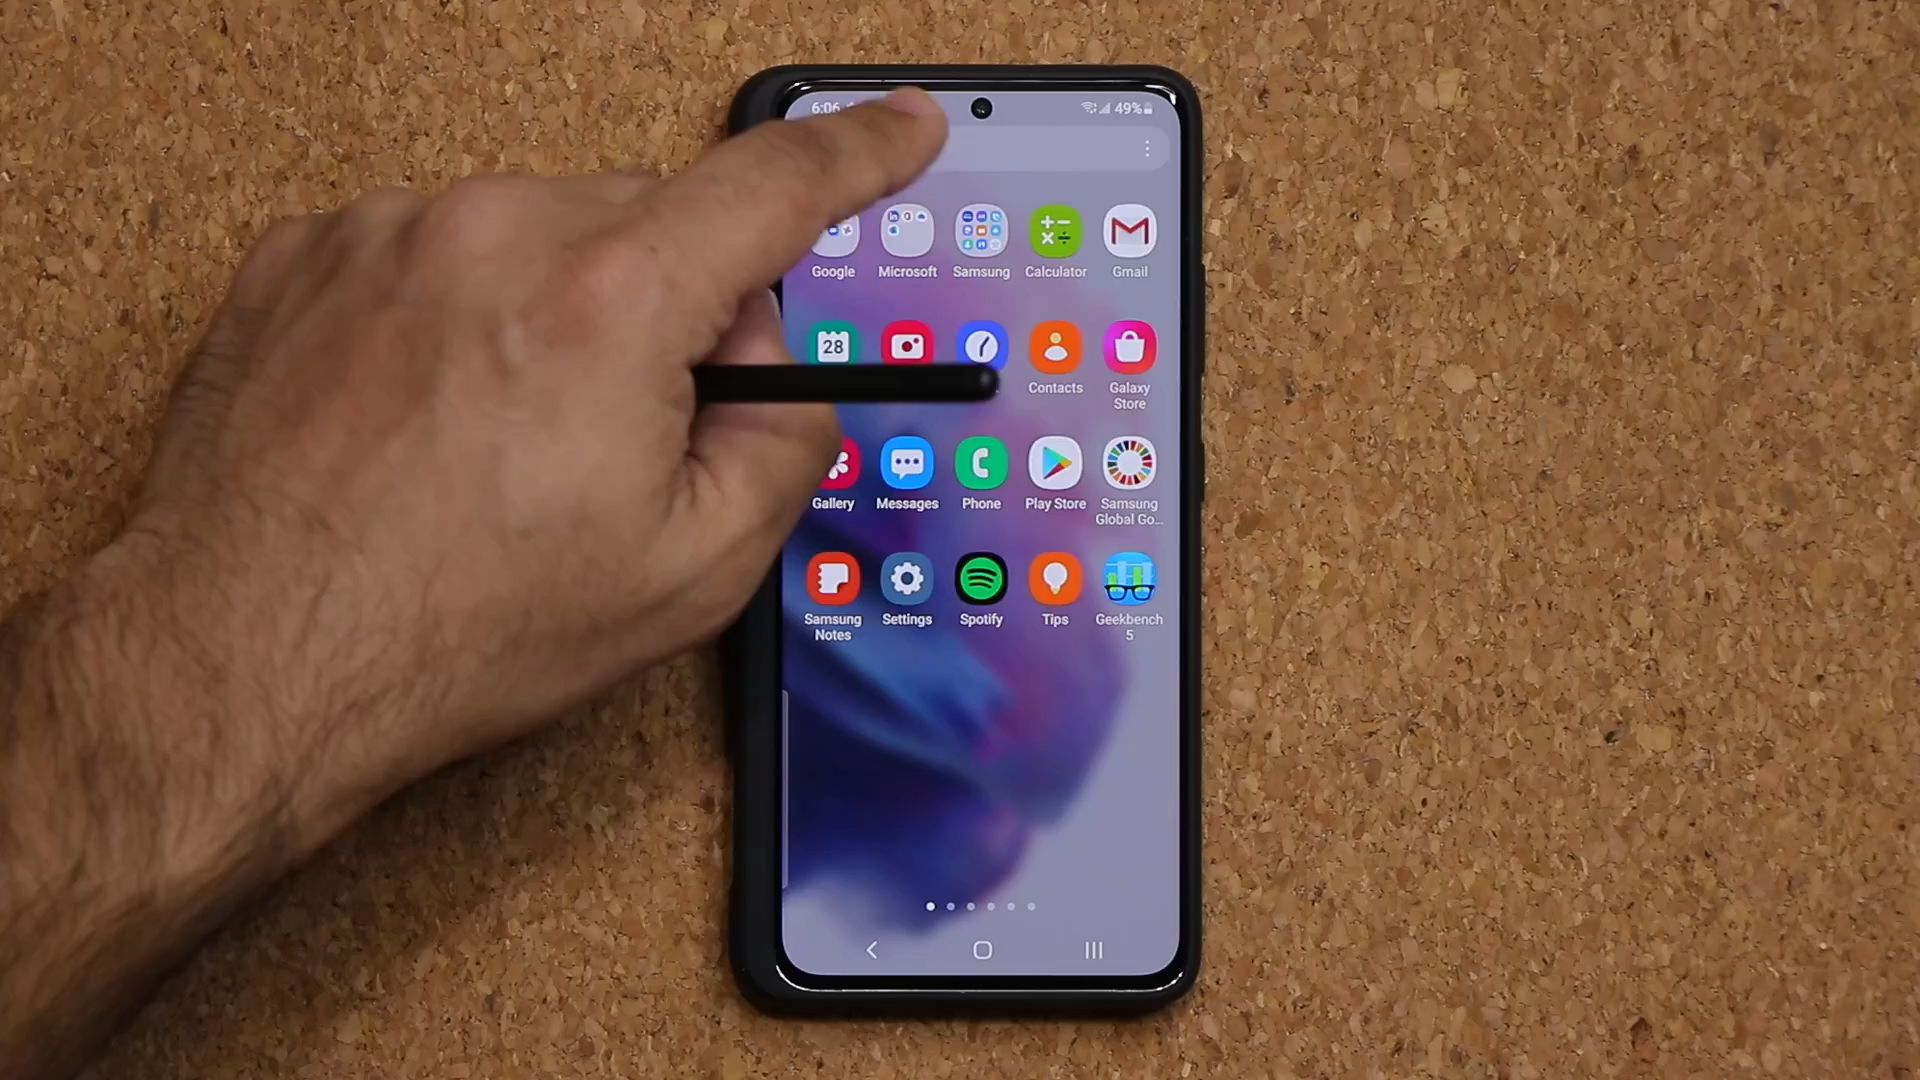 6:06 49%
Google Microsoft Samsung Calculator Gmail
28
Contacts Galaxy
Store
Gallery Messages Phone Play Store Samsung
Global Go...
Samsung Settings Spotify Tips Geekbench
Notes 5